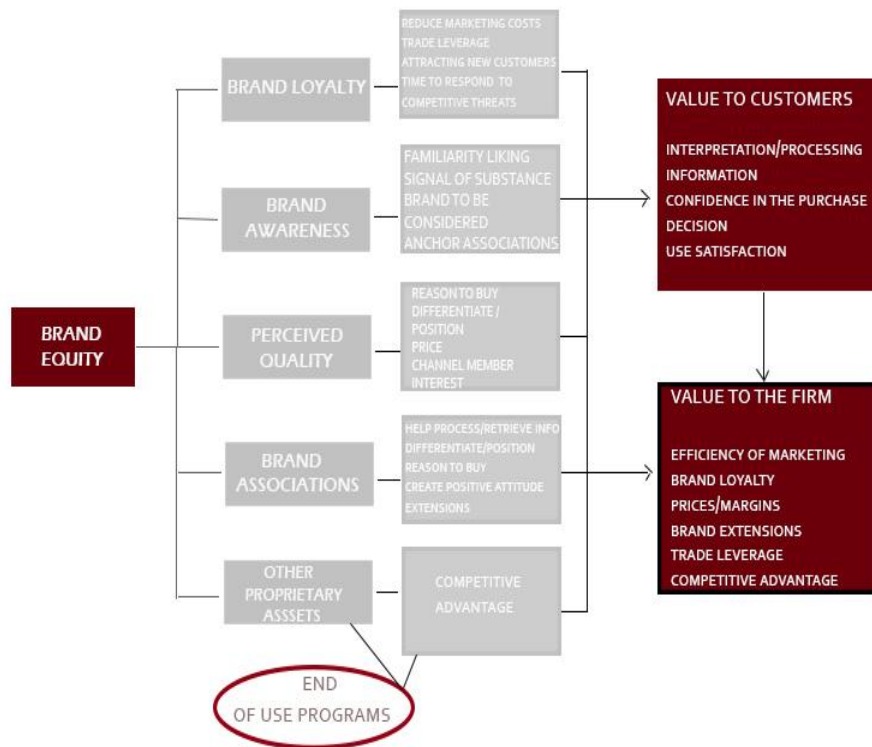 BRAND
EQUITY
BRAND LOYALTY
REDUCE MARKETING COSTS
TRADE LEVERAGE
ATTRACTING NEW CUSTOMERS
TIME TO RESPOND TO
COMPETITIVE THREATS
BRAND
AWARENESS
FAMILIARITY LIKING
SIGNAL OF SUBSTANCE
BRAND TO BE
CONSIDERED
ANCHOR ASSOCIATIONS
PERCEIVED
QUALITY
REASON TO BUY
DIFFERENTIATE /
POSITION
PRICE
CHANNEL MEMBER
INTEREST
BRAND
ASSOCIATIONS
HELP PROCESS/RETRIEVE INFO
DIFFERENTIATE/POSITION
REASON TO BUY
CREATE POSITIVE ATTITUDE
EXTENSIONS
OTHER
PROPRIETARY
ASSSETS
COMPETITIVE
ADVANTAGE
END
OF USE PROGRAMS
VALUE TO CUSTOMERS
INTERPRETATION/PROCESSING
INFORMATION
CONFIDENCE IN THE PURCHASE
DECISION
USE SATISFACTION
VALUE TO THE FIRM
EFFICIENCY OF MARKETING
BRAND LOYALTY
PRICES/MARGINS
BRAND EXTENSIONS
TRADE LEVERAGE
COMPETITIVE ADVANTAGE